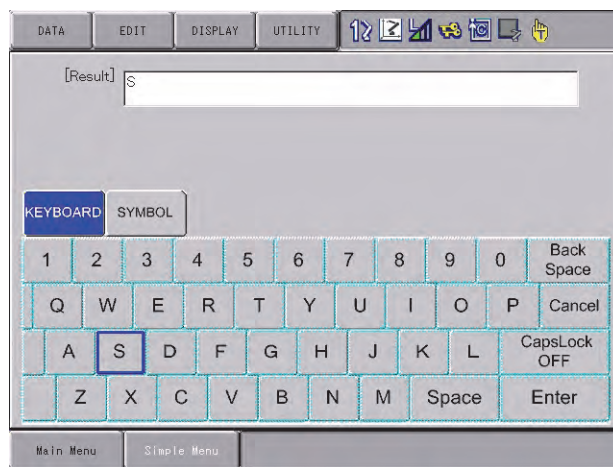 DATA EDIT DISPLAY UTILITY
[Result] S
KEYBOARD SYMBOL
1 2 3 4 5 6 7 8 9 0 Back Space
Q W E R T Y U I O P Cancel
A S D F G H J K L CapsLock OFF
Z X C V B N M Space Enter
Main Menu Simple Menu